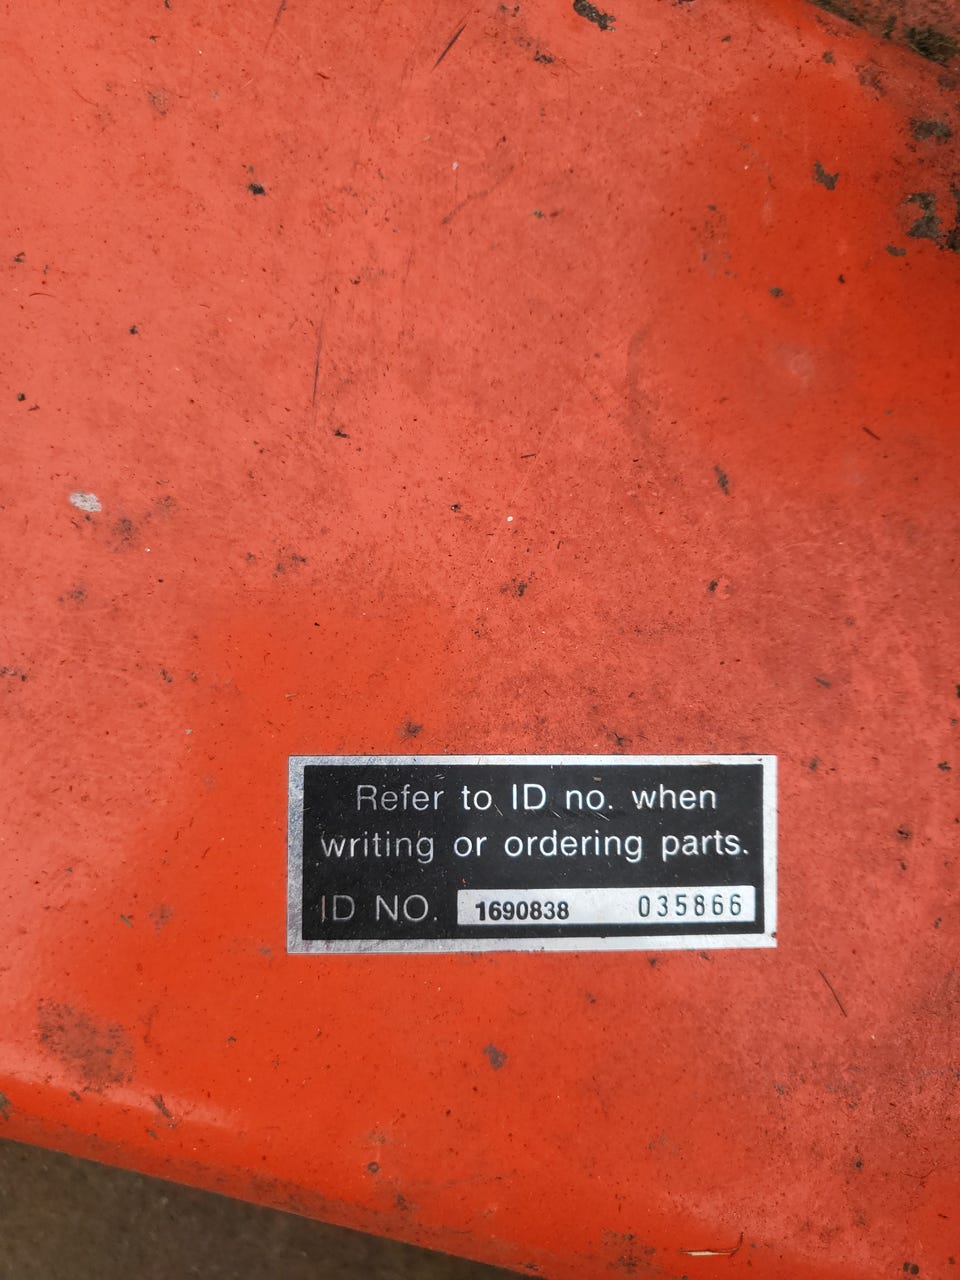 Refer to ID no. when
writing or ordering parts.
ID NO. 1690838 035866